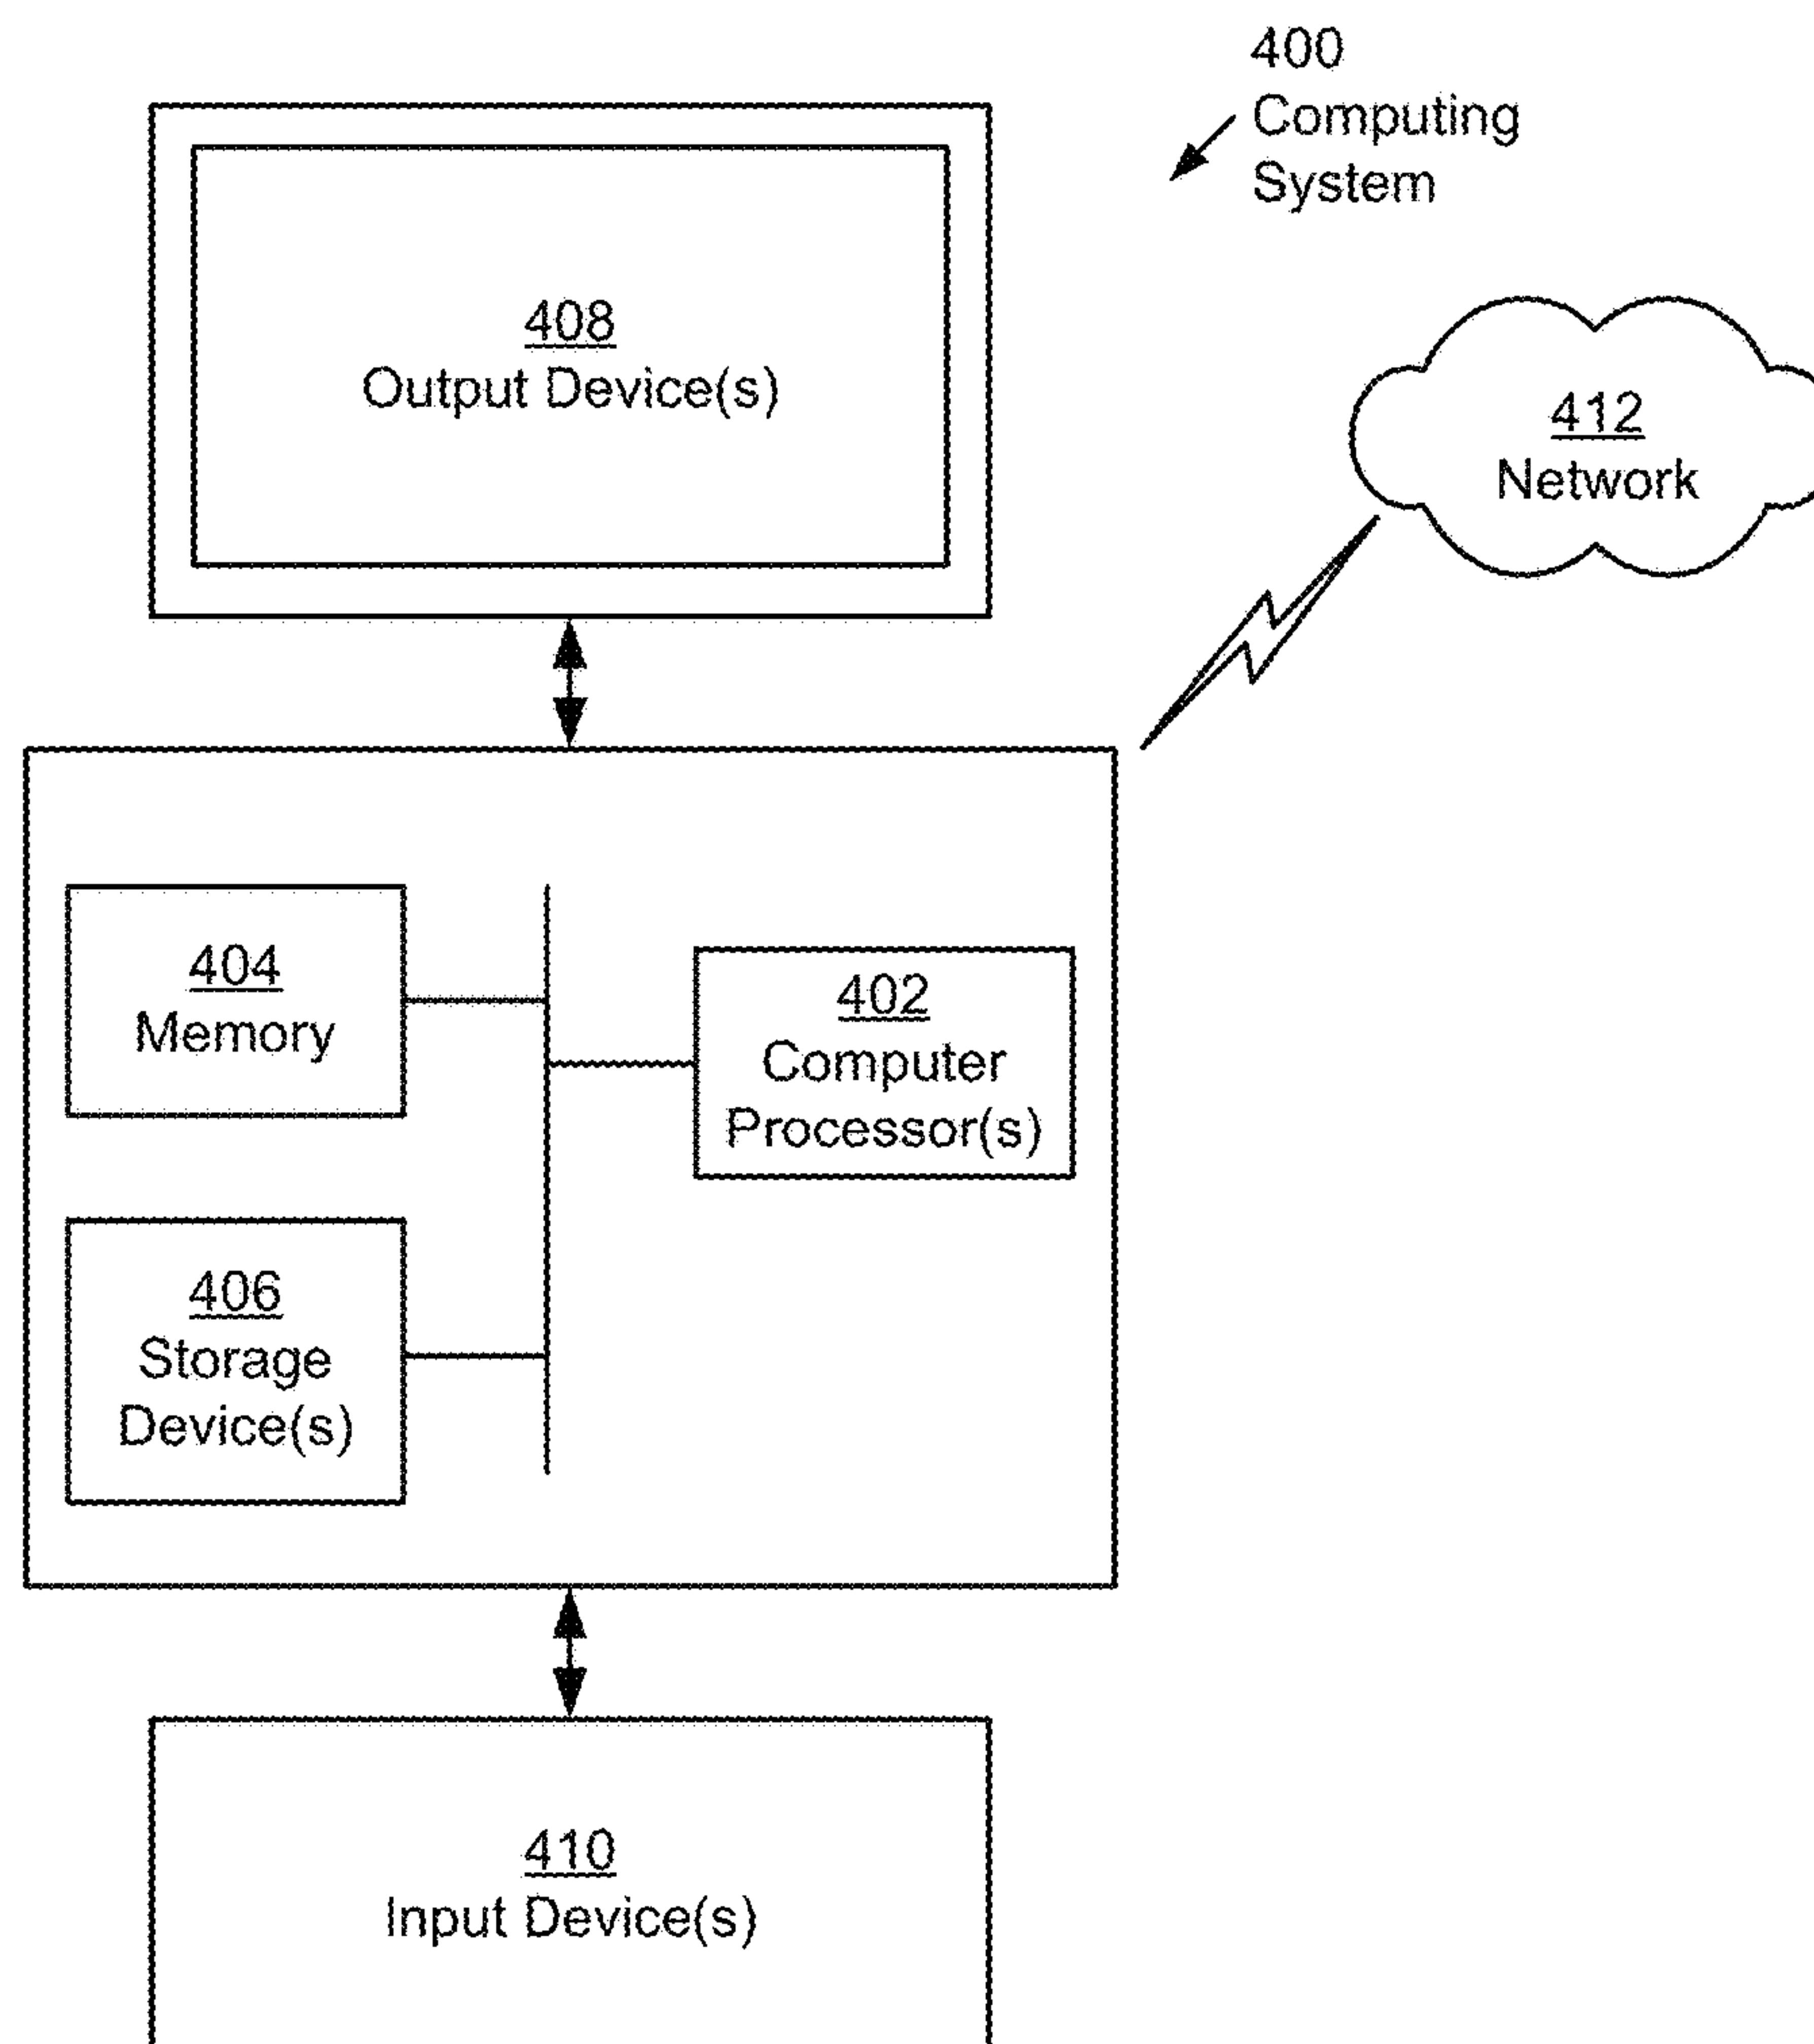 400
Computing
System
408
Output Device(s)
412
Network
404
Memory
402
Computer
Processor(s)
406
Storage
Device(s)
410
Input Device(s)